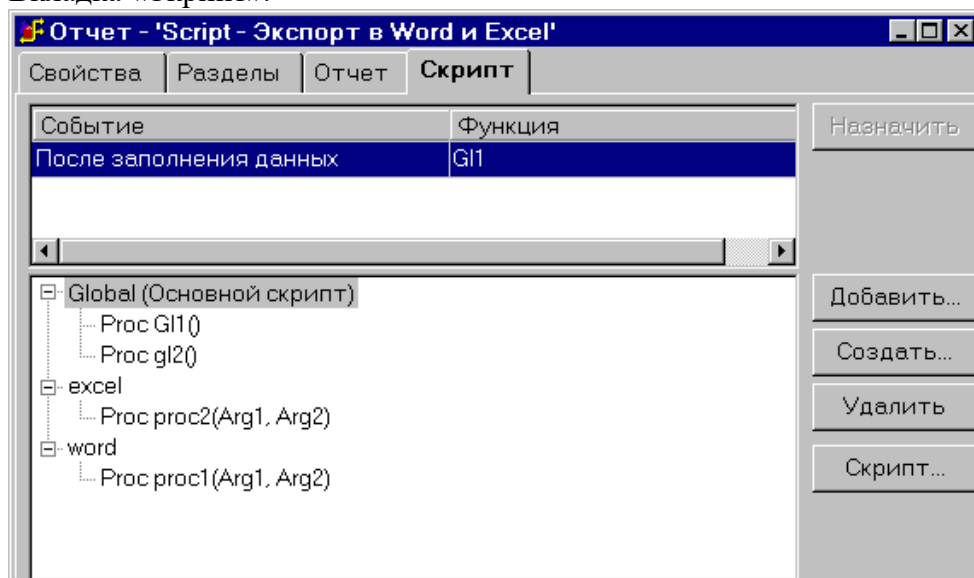 Отчет - 'Script - Экспорт в Word и Excel'
Свойства Разделы Отчет Скрипт
Событие Функция Назначить
После заполнения данных Gl1
Global (Основной скрипт) Добавить...
Proc Gl1()
Proc gl2() Создать...
excel
Proc proc2(Arg1, Arg2) Удалить
word
Proc proc1(Arg1, Arg2) Скрипт...